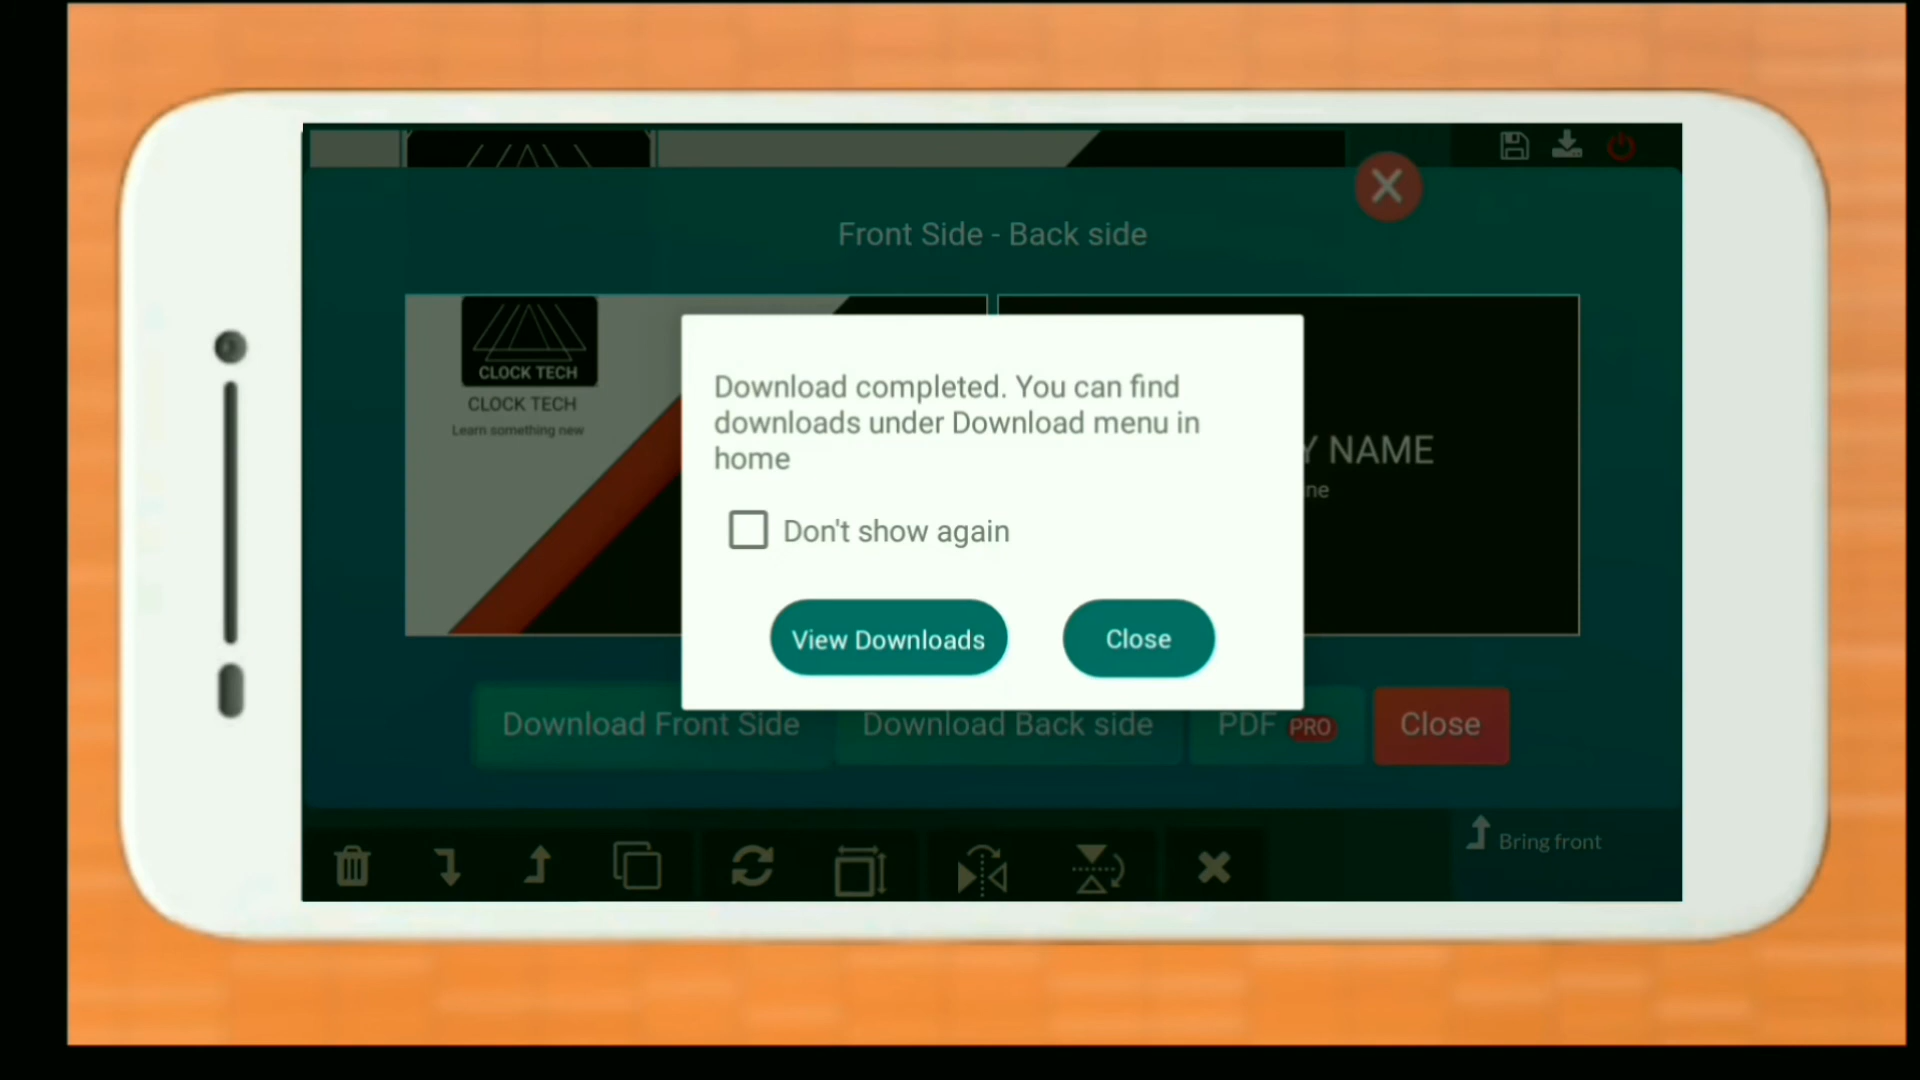 Front Side - Back side
CLOCK TECH
CLOCK TECH
Learn something new
Y NAME
ne
Download completed. You can find
downloads under Download menu in
home
Don't show again
View Downloads
Close
Download Front Side
Download Back side
PDF PRO
Close
Bring front